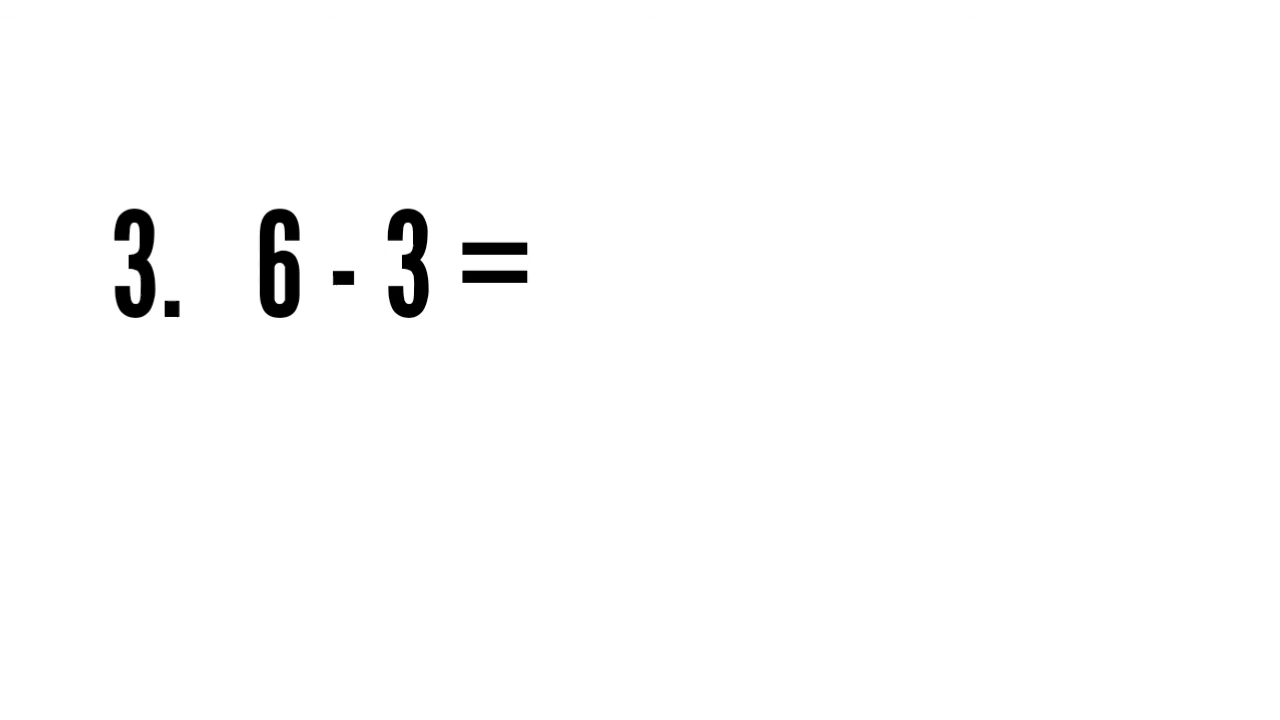 3. 6 - 3 =